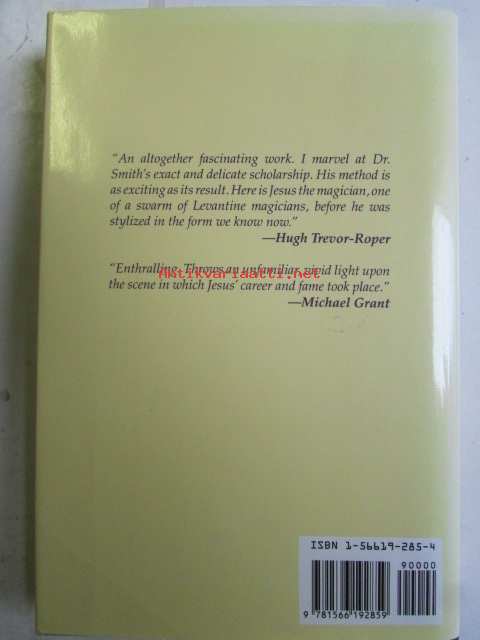 “An altogether fascinating work. I marvel at Dr.
Smith’s exact and delicate scholarship. His method is
as exciting as its result. Here is Jesus the magician, one
of a swarm of Levantine magicians, before he was
stylized in the form we know now.”
—Hugh Trevor-Roper
“Enthralling. Throws an unfamiliar, vivid light upon
Antikvariaatti.net
the scene in which Jesus’ career and fame took place.”
—Michael Grant
ISBN 1-56619-285-4
90000
9 781566 192859